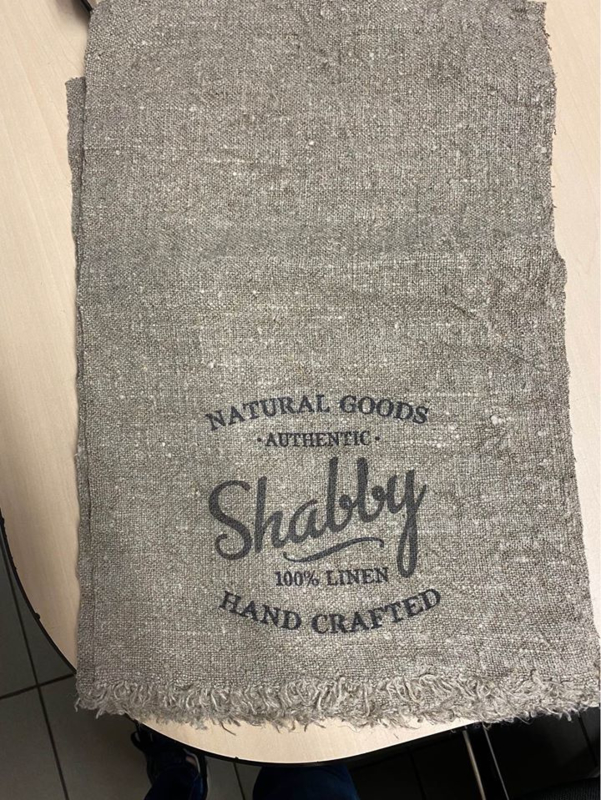 NATURAL GOODS
·AUTHENTIC·
Shabby
100% LINEN
HAND CRAFTED